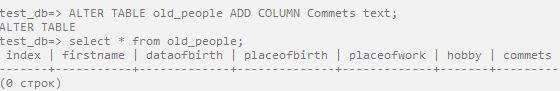 test_db=> ALTER TABLE old_people ADD COLUMN Commets text;
ALTER TABLE
test_db=> select * from old_people;
 index | firstname | dataofbirth | placeofbirth | placeofwork | hobby | commets
-------+-----------+-------------+--------------+-------------+-------+---------
(0 строк)